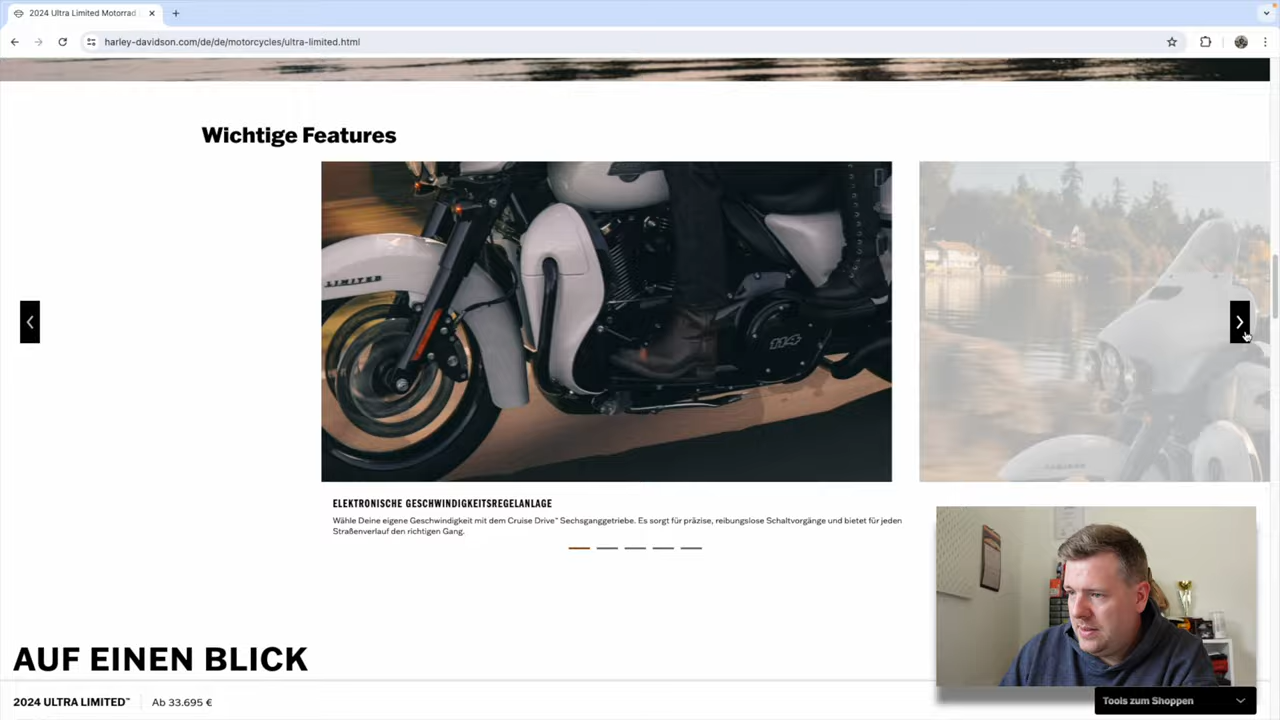 2024 Ultra Limited Motorrad
harley-davidson.com/de/de/motorcycles/ultra-limited.html
Wichtige Features
LIMITED
114
ELEKTRONISCHE GESCHWINDIGKEITSREGELANLAGE
Wähle Deine eigene Geschwindigkeit mit dem Cruise Drive™ Sechsganggetriebe. Es sorgt für präzise, reibungslose Schaltvorgänge und bietet für jeden
Straßenverlauf den richtigen Gang.
AUF EINEN BLICK
2024 ULTRA LIMITED™
Ab 33.695 €
Tools zum Shoppen